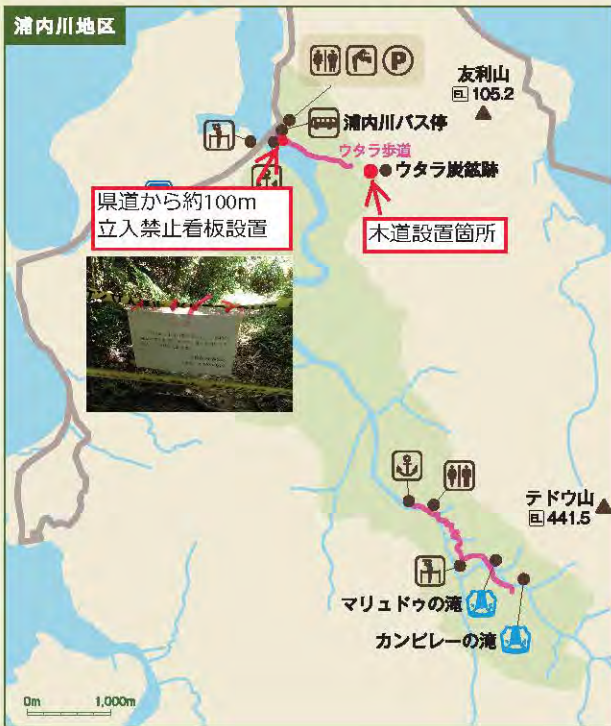 浦内川地区
P
友利山
EL 105.2
浦内川バス停
ウタラ歩道
ウタラ炭鉱跡
県道から約100m
立入禁止看板設置
木道設置箇所
テドウ山
EL 441.5
マリュドゥの滝
カンビレーの滝
0m 1,000m